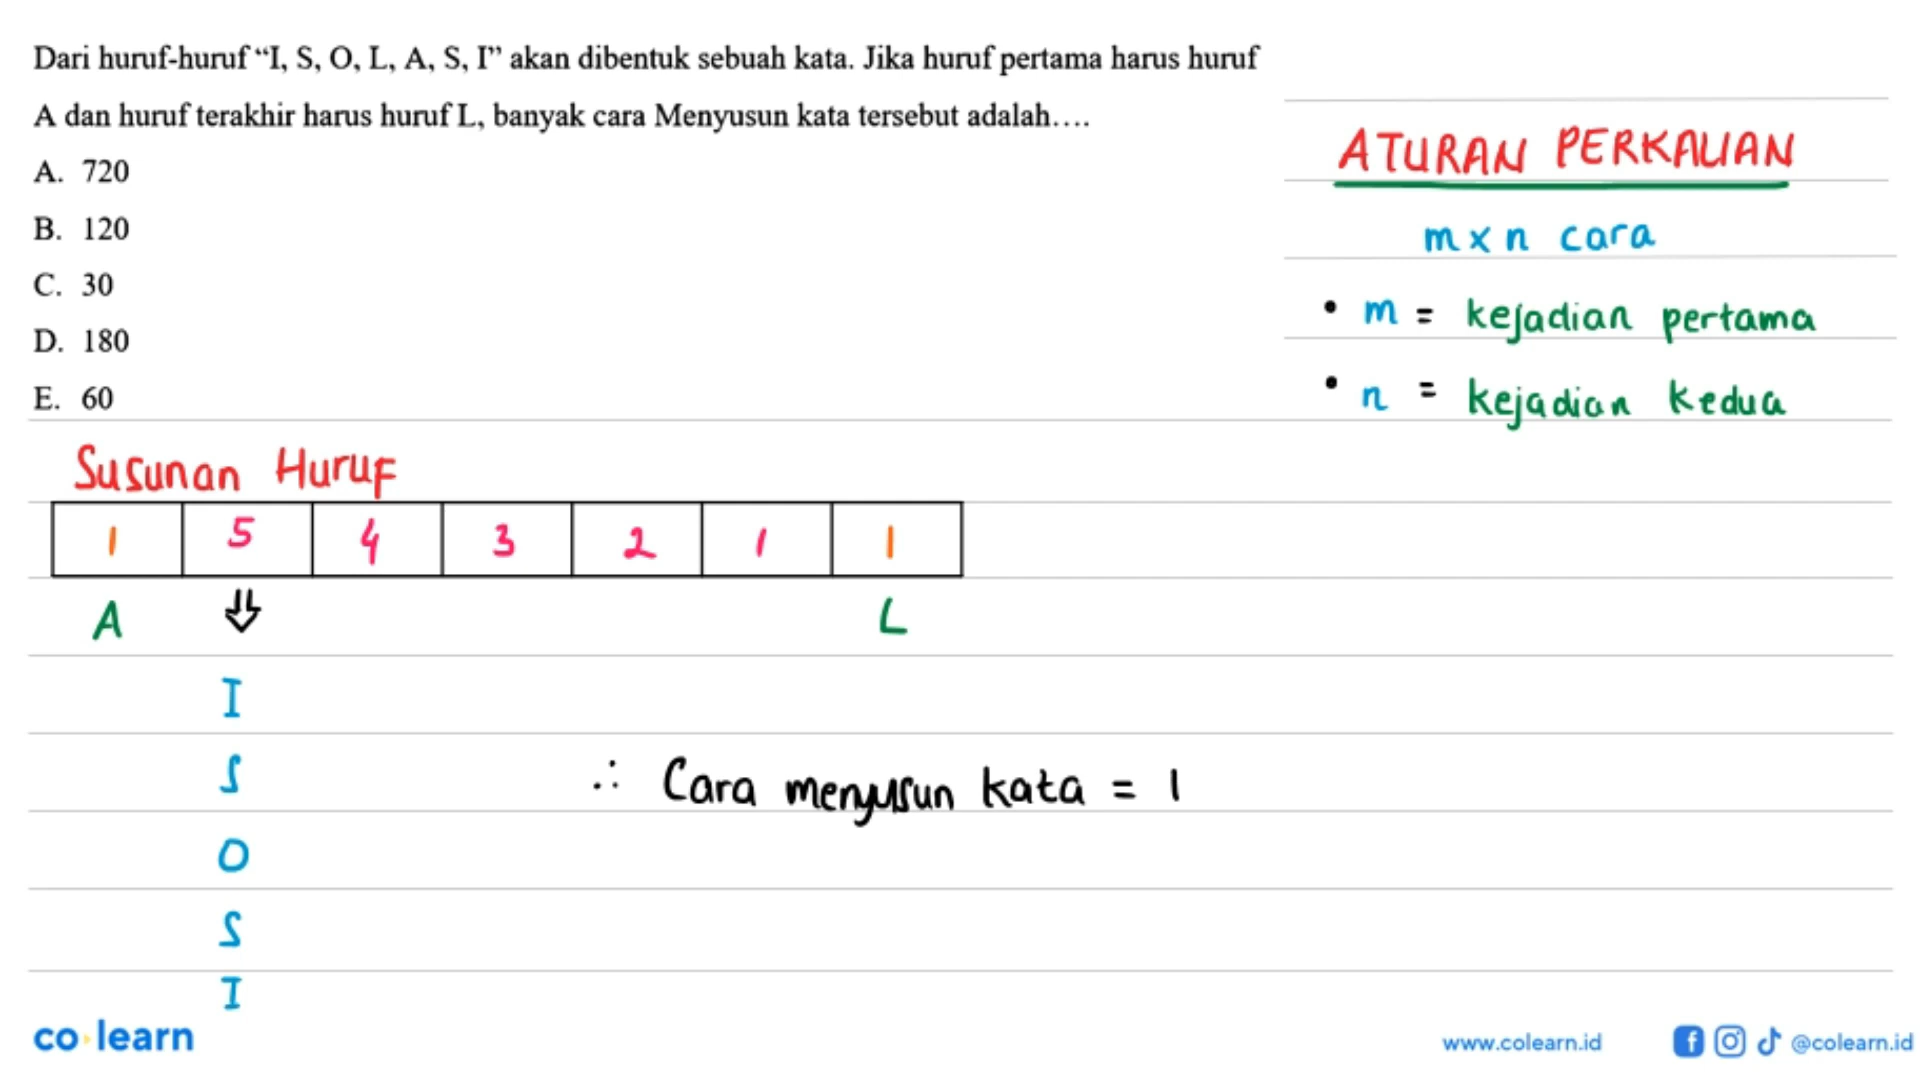 Dari huruf-huruf “I, S, O, L, A, S, I” akan dibentuk sebuah kata. Jika huruf pertama harus huruf
A dan huruf terakhir harus huruf L, banyak cara Menyusun kata tersebut adalah….
A. 720
B. 120
C. 30
D. 180
E. 60
ATURAN PERKALIAN
m x n cara
• m = kejadian pertama
• n = kejadian kedua
Susunan Huruf
1 5 4 3 2 1 1
A ⇓ L
I
S
O
S
I
∴ Cara menyusun kata = 1
co learn
www.colearn.id
@colearn.id